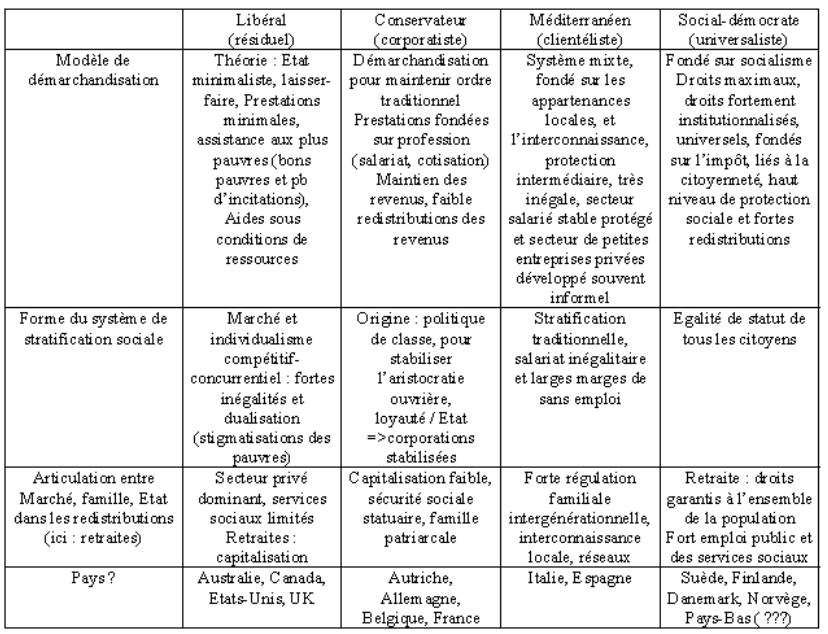 Libéral
(résiduel)
Conservateur
(corporatiste)
Méditerranéen
(clientéliste)
Social-démocrate
(universaliste)
Modèle de
démarchandisation
Théorie : Etat
minimaliste, laisser-
faire, Prestations
minimales,
assistance aux plus
pauvres (bons
pauvres et pb
d'incitations),
Aides sous
conditions de
ressources
Démarchandisation
pour maintenir ordre
traditionnel
Prestations fondées
sur profession
(salariat, cotisation)
Maintien des
revenus, faible
redistributions des
revenus
Système mixte,
fondé sur les
appartenances
locales, et
l'interconnaissance,
protection
intermédiaire, très
inégale, secteur
salarié stable protégé
et secteur de petites
entreprises privées
développé souvent
informel
Fondé sur socialisme
Droits maximaux,
droits fortement
institutionnalisés,
universels, fondés
sur l'impôt, liés à la
citoyenneté, haut
niveau de protection
sociale et fortes
redistributions
Forme du système de
stratification sociale
Marché et
individualisme
compétitif-
concurrentiel : fortes
inégalités et
dualisation
(stigmatisations des
pauvres)
Origine : politique
de classe, pour
stabiliser
l'aristocratie
ouvrière,
loyauté / Etat
=>corporations
stabilisées
Stratification
traditionnelle,
salariat inégalitaire
et larges marges de
sans emploi
Egalité de statut de
tous les citoyens
Articulation entre
Marché, famille, Etat
dans les redistributions
(ici : retraites)
Secteur privé
dominant, services
sociaux limités
Retraites :
capitalisation
Capitalisation faible,
sécurité sociale
statuaire, famille
patriarcale
Forte régulation
familiale
intergénérationnelle,
interconnaissance
locale, réseaux
Retraite : droits
garantis à l'ensemble
de la population
Fort emploi public et
des services sociaux
Pays ?
Australie, Canada,
Etats-Unis, UK
Autriche,
Allemagne,
Belgique, France
Italie, Espagne
Suède, Finlande,
Danemark, Norvège,
Pays-Bas ( ???)